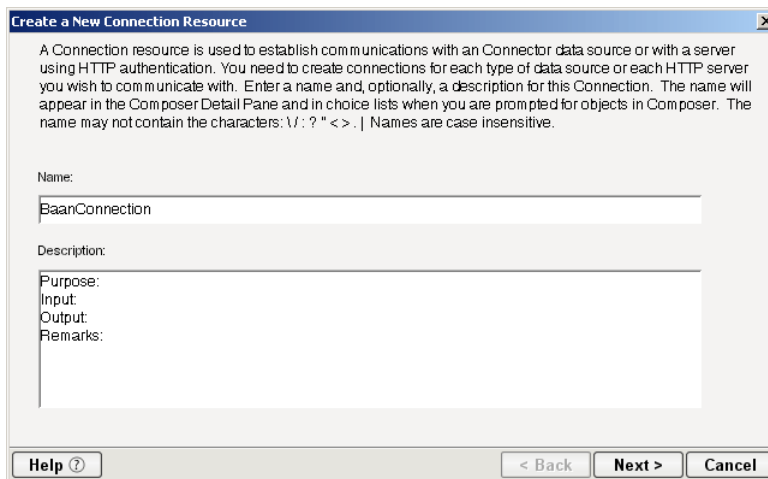 Create a New Connection Resource
A Connection resource is used to establish communications with an Connector data source or with a server
using HTTP authentication. You need to create connections for each type of data source or each HTTP server
you wish to communicate with. Enter a name and, optionally, a description for this Connection. The name will
appear in the Composer Detail Pane and in choice lists when you are prompted for objects in Composer. The
name may not contain the characters: \ / : ? " < > . | Names are case insensitive.
Name:
BaanConnection
Description:
Purpose:
Input:
Output:
Remarks:
Help ?
< Back
Next >
Cancel